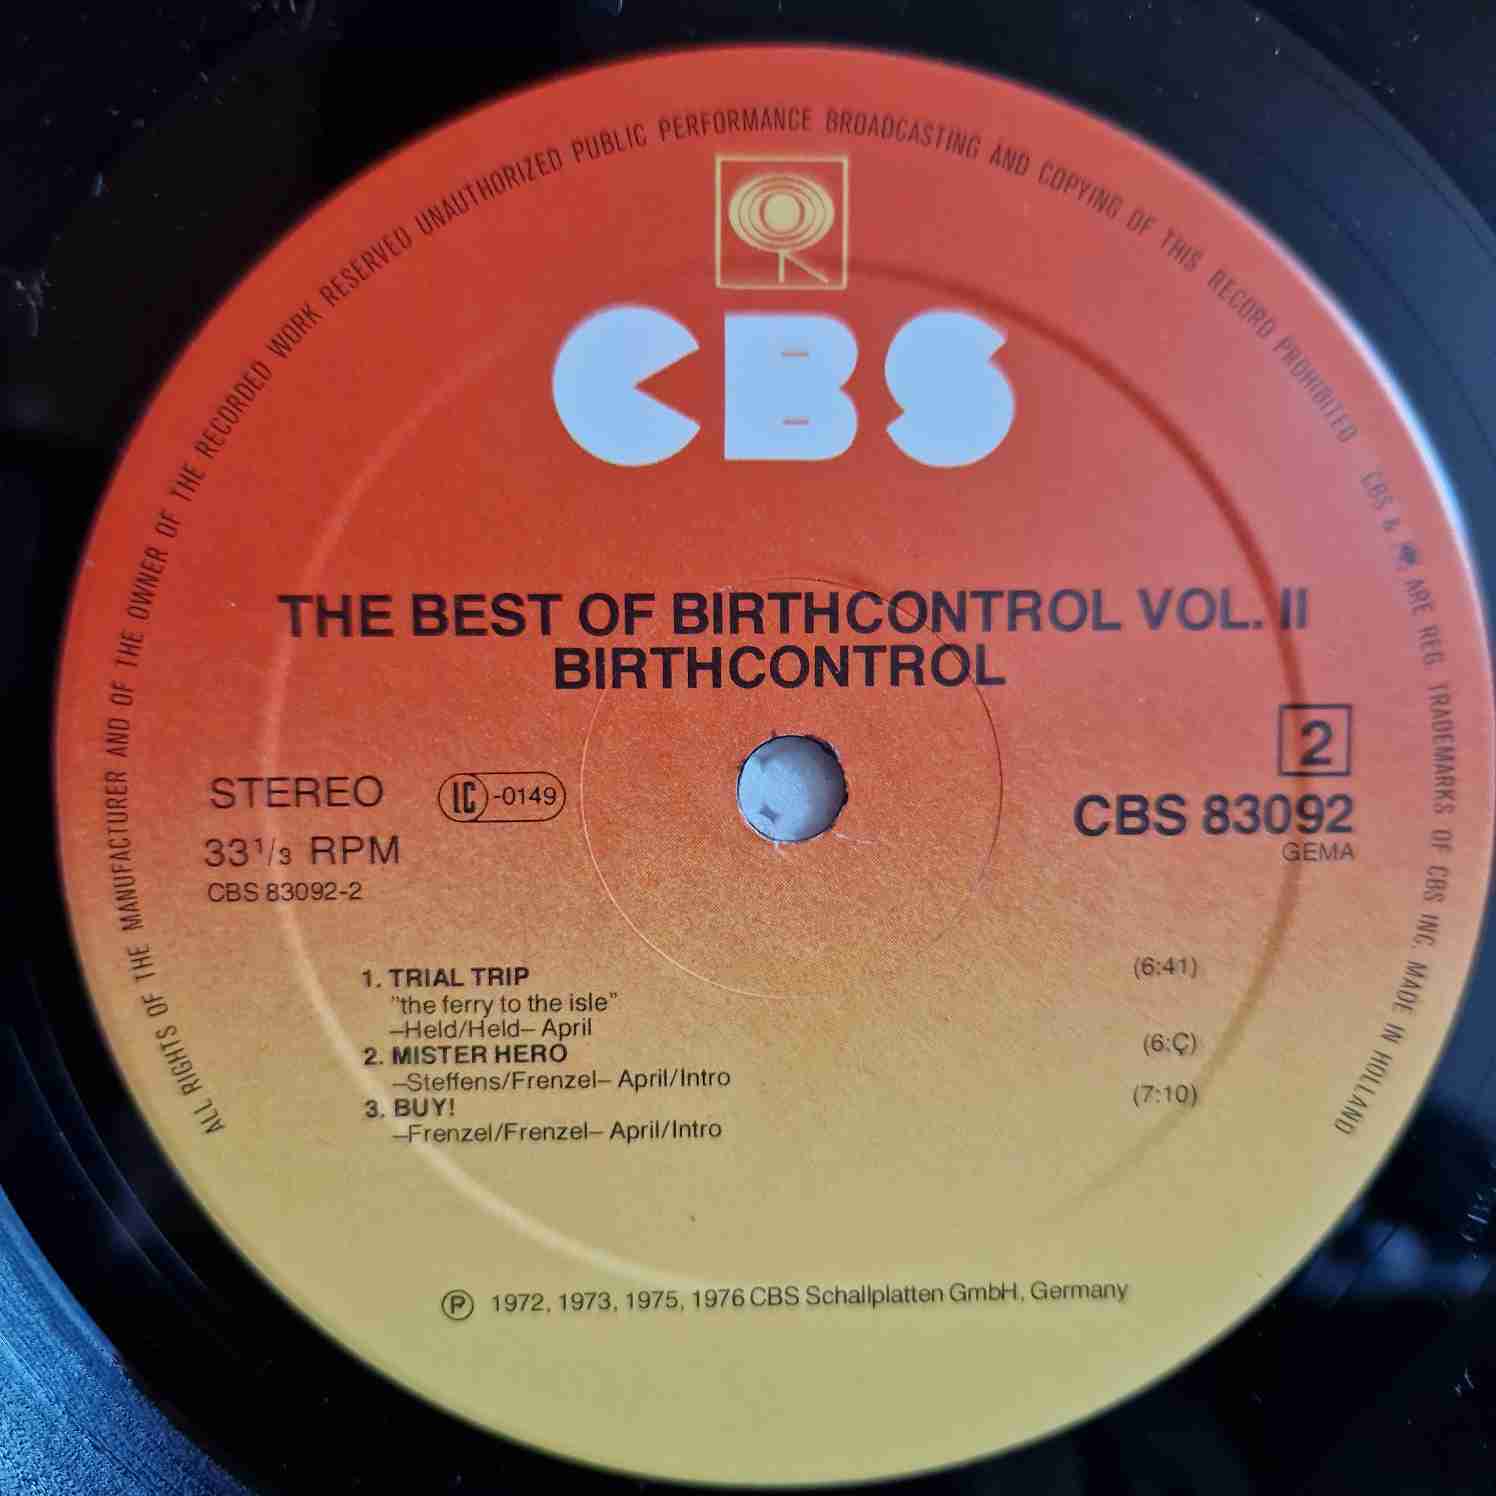 ALL RIGHTS OF THE MANUFACTURER AND OF THE OWNER OF THE RECORDED WORK RESERVED UNAUTHORIZED PUBLIC PERFORMANCE BROADCASTING AND COPYING OF THIS RECORD PROHIBITED CBS & ARE REG. TRADEMARKS OF CBS INC. MADE IN HOLLAND
CBS
THE BEST OF BIRTHCONTROL VOL. II
BIRTHCONTROL
2
STEREO LC-0149 CBS 83092
GEMA
33 1/3 RPM
CBS 83092-2
1. TRIAL TRIP (6:41)
"the ferry to the isle"
–Held/Held– April
2. MISTER HERO (6:Ç)
–Steffens/Frenzel– April/Intro
3. BUY! (7:10)
–Frenzel/Frenzel– April/Intro
Ⓟ 1972, 1973, 1975, 1976 CBS Schallplatten GmbH, Germany